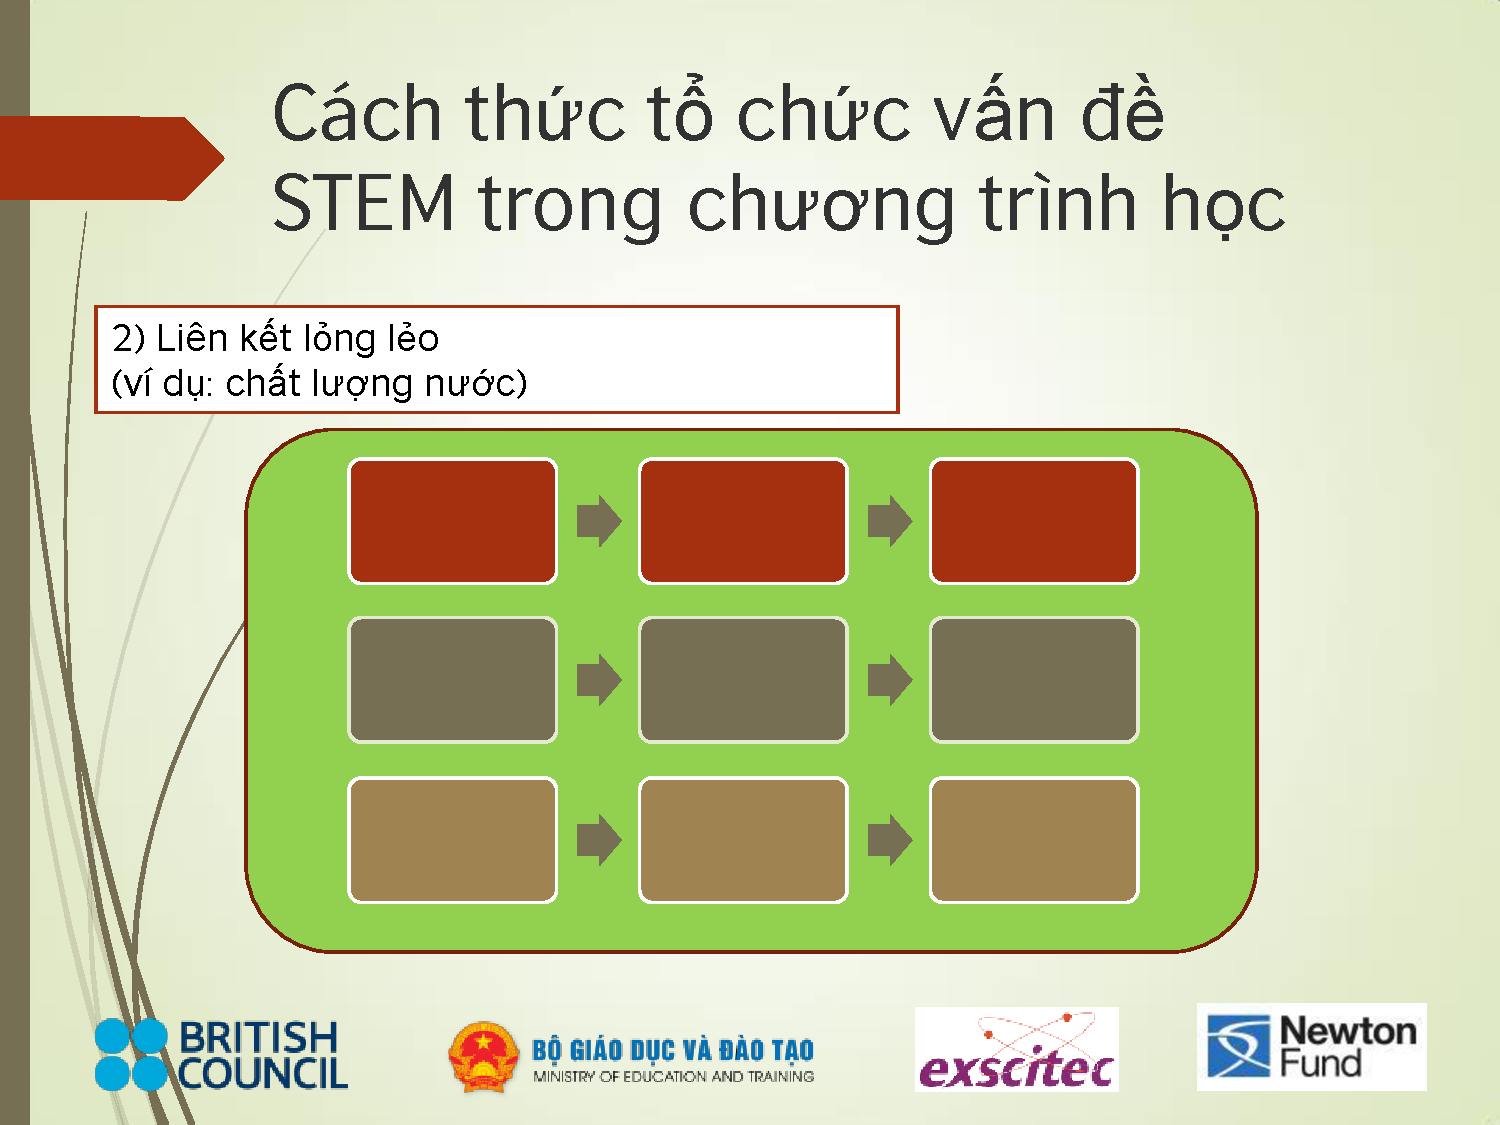 Cách thức tổ chức vấn đề
STEM trong chương trình học
2) Liên kết lỏng lẻo
(ví dụ: chất lượng nước)
BRITISH
COUNCIL
BỘ GIÁO DỤC VÀ ĐÀO TẠO
MINISTRY OF EDUCATION AND TRAINING
exscitec
Newton
Fund